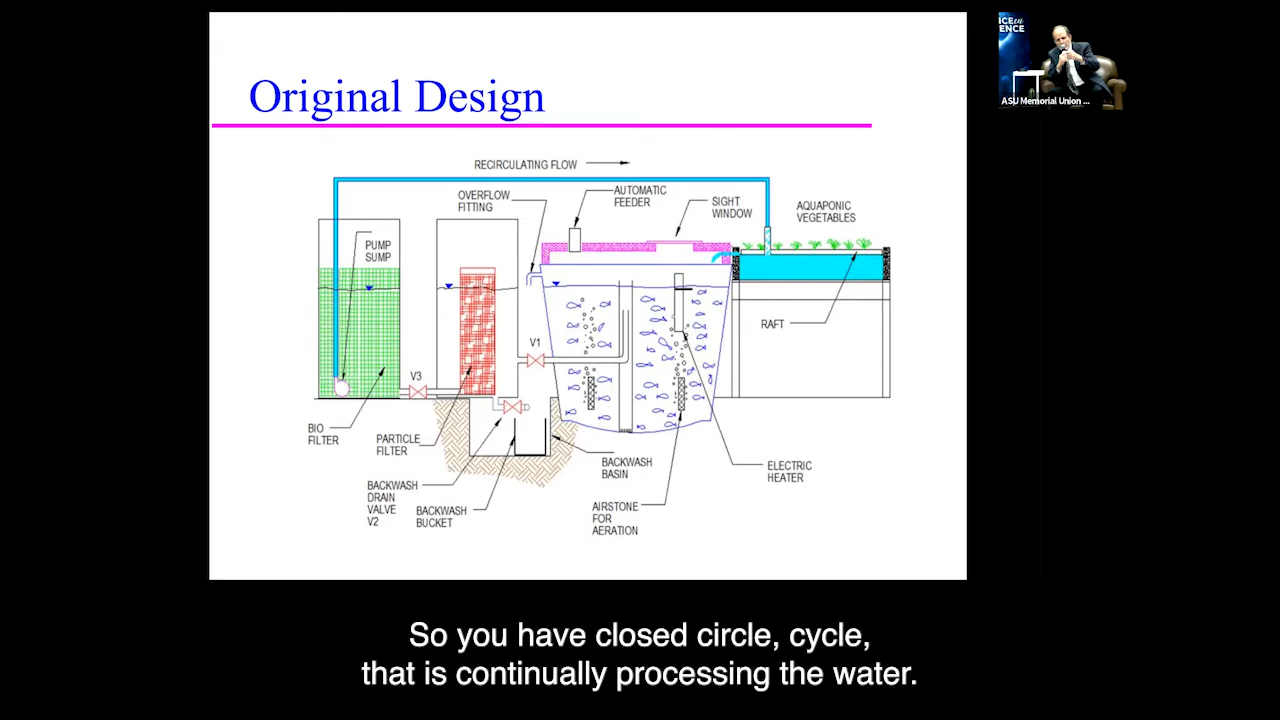 Original Design
RECIRCULATING FLOW
OVERFLOW
FITTING
AUTOMATIC
FEEDER
SIGHT
WINDOW
AQUAPONIC
VEGETABLES
PUMP
SUMP
RAFT
V1
V3
BIO
FILTER
PARTICLE
FILTER
BACKWASH
BASIN
ELECTRIC
HEATER
BACKWASH
DRAIN
VALVE
V2
BACKWASH
BUCKET
AIRSTONE
FOR
AERATION
ASU Memorial Union ...
So you have closed circle, cycle,
that is continually processing the water.